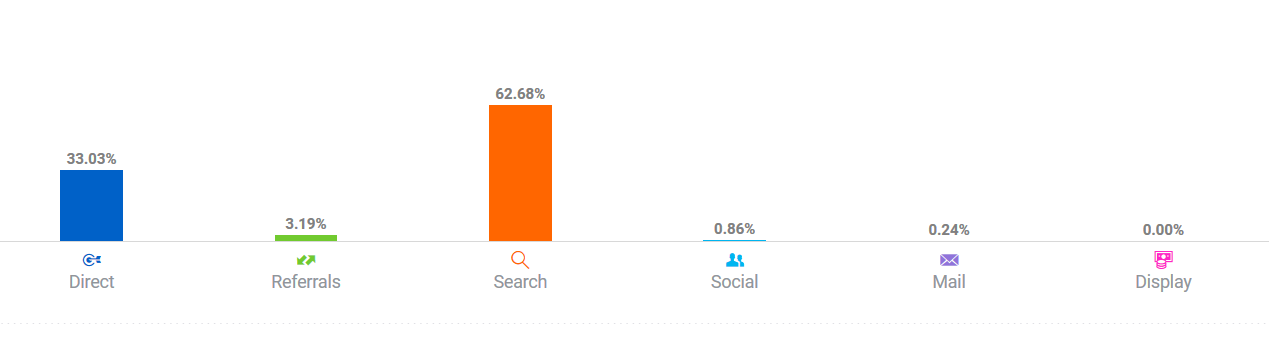 62.68%
33.03%
3.19%
0.86%
0.24%
0.00%
Direct
Referrals
Search
Social
Mail
Display